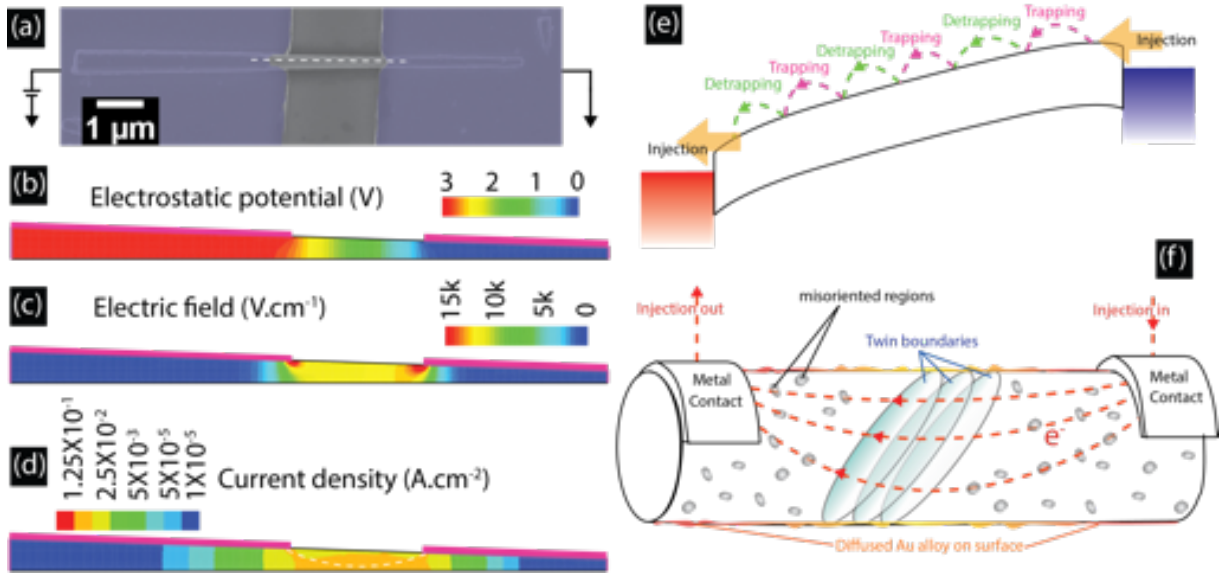 (a)
1 μm
(b)
Electrostatic potential (V)
3 2 1 0
(c)
Electric field (V.cm⁻¹)
15k 10k 5k 0
(d)
1.25X10⁻¹
2.5X10⁻²
5X10⁻³
5X10⁻⁵
1X10⁻⁵
Current density (A.cm⁻²)
(e)
Trapping
Detrapping
Injection
Trapping
Detrapping
Trapping
Detrapping
Injection
(f)
misoriented regions
Injection out
Injection in
Twin boundaries
Metal
Contact
Metal
Contact
e⁻
Diffused Au alloy on surface